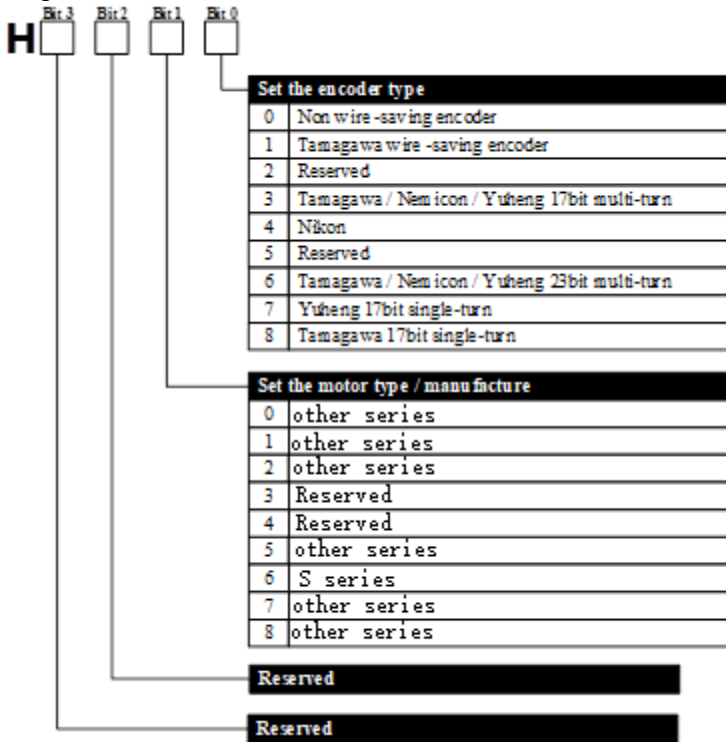 Bit 3 Bit 2 Bit 1 Bit 0
H
Set the encoder type
0 Non wire -saving encoder
1 Tamagawa wire -saving encoder
2 Reserved
3 Tamagawa / Nemicon / Yuheng 17bit multi-turn
4 Nikon
5 Reserved
6 Tamagawa / Nemicon / Yuheng 23bit multi-turn
7 Yuheng 17bit single-turn
8 Tamagawa 17bit single-turn
Set the motor type / manufacture
0 other series
1 other series
2 other series
3 Reserved
4 Reserved
5 other series
6 S series
7 other series
8 other series
Reserved
Reserved